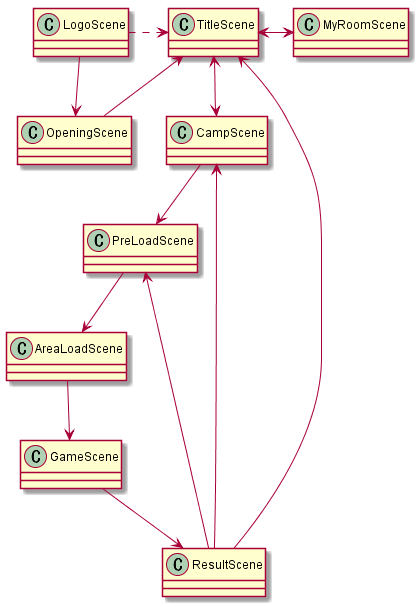 C LogoScene
C TitleScene
C MyRoomScene
C OpeningScene
C CampScene
C PreLoadScene
C AreaLoadScene
C GameScene
C ResultScene